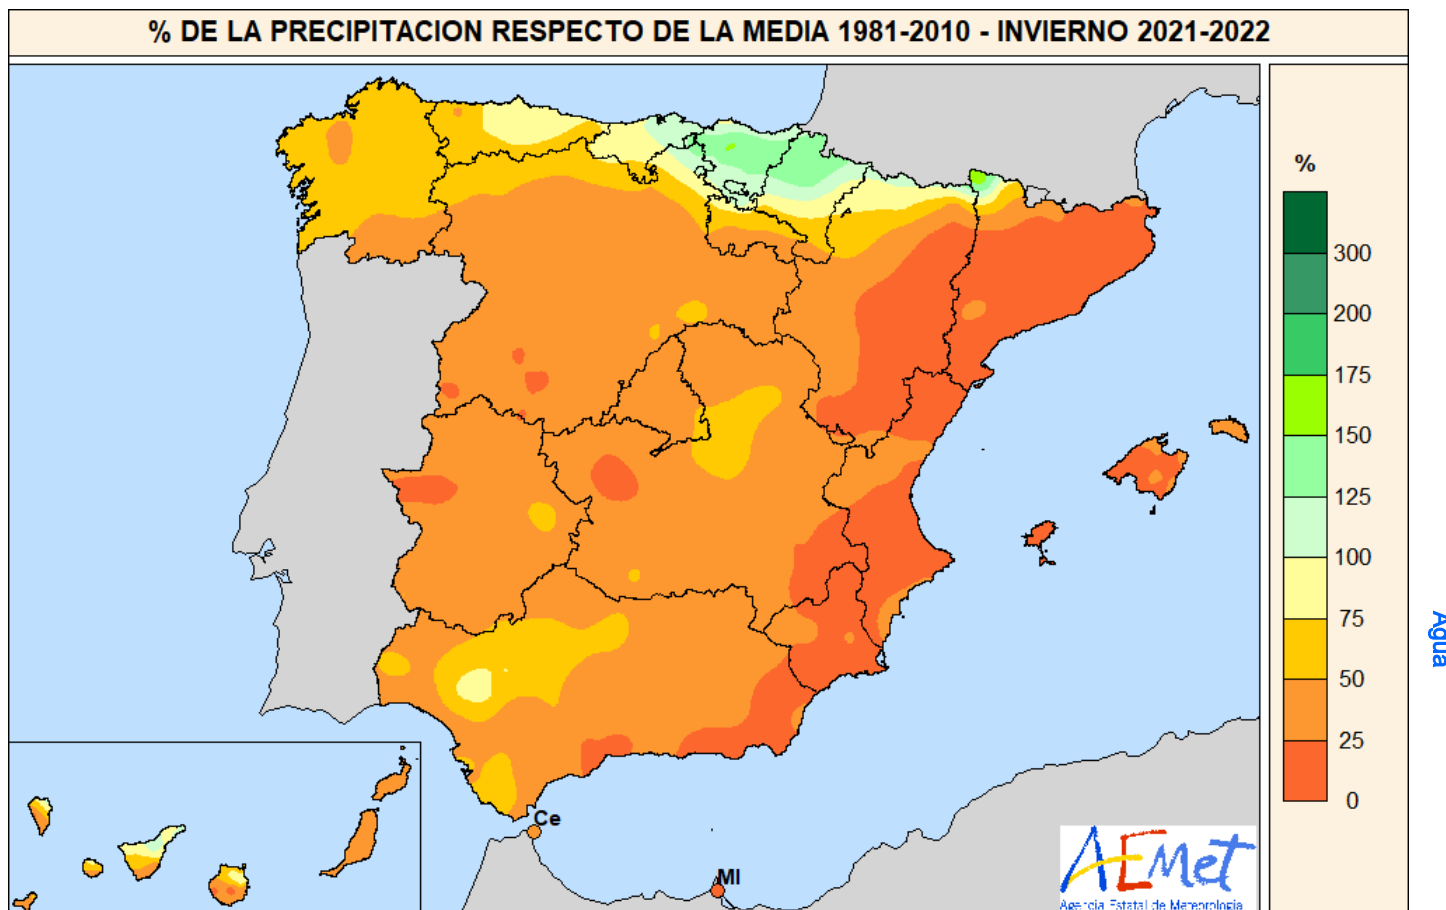 % DE LA PRECIPITACION RESPECTO DE LA MEDIA 1981-2010 - INVIERNO 2021-2022
%
300
200
175
150
125
100
75
50
25
0
Agua
Ce
Ml
AEMet
Agencia Estatal de Meteorología